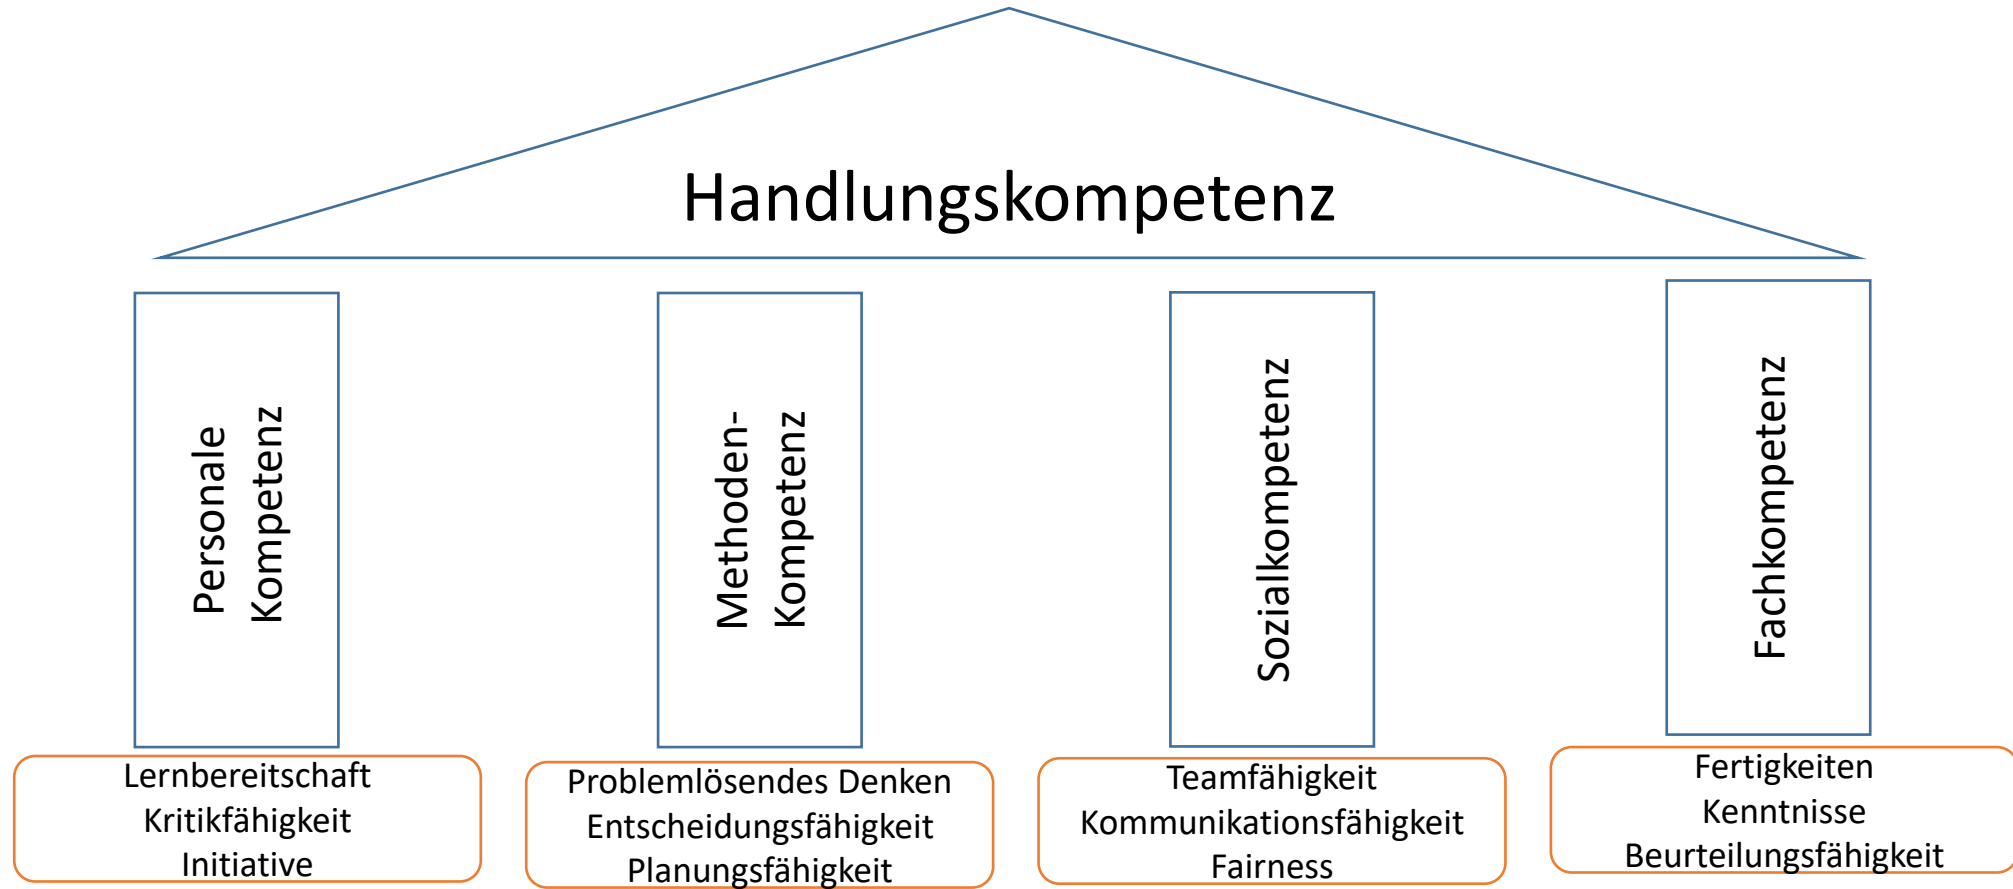 Handlungskompetenz
Personale
Kompetenz
Methoden-
Kompetenz
Sozialkompetenz
Fachkompetenz
Lernbereitschaft
Kritikfähigkeit
Initiative
Problemlösendes Denken
Entscheidungsfähigkeit
Planungsfähigkeit
Teamfähigkeit
Kommunikationsfähigkeit
Fairness
Fertigkeiten
Kenntnisse
Beurteilungsfähigkeit